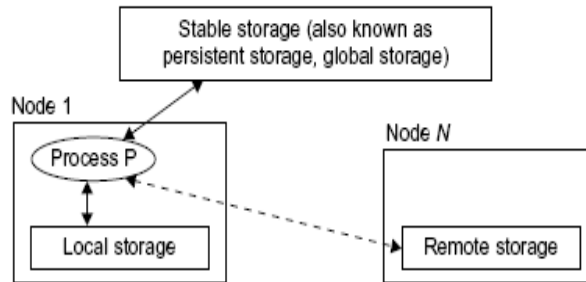 Stable storage (also known as
persistent storage, global storage)
Node 1
Process P
Local storage
Node N
Remote storage